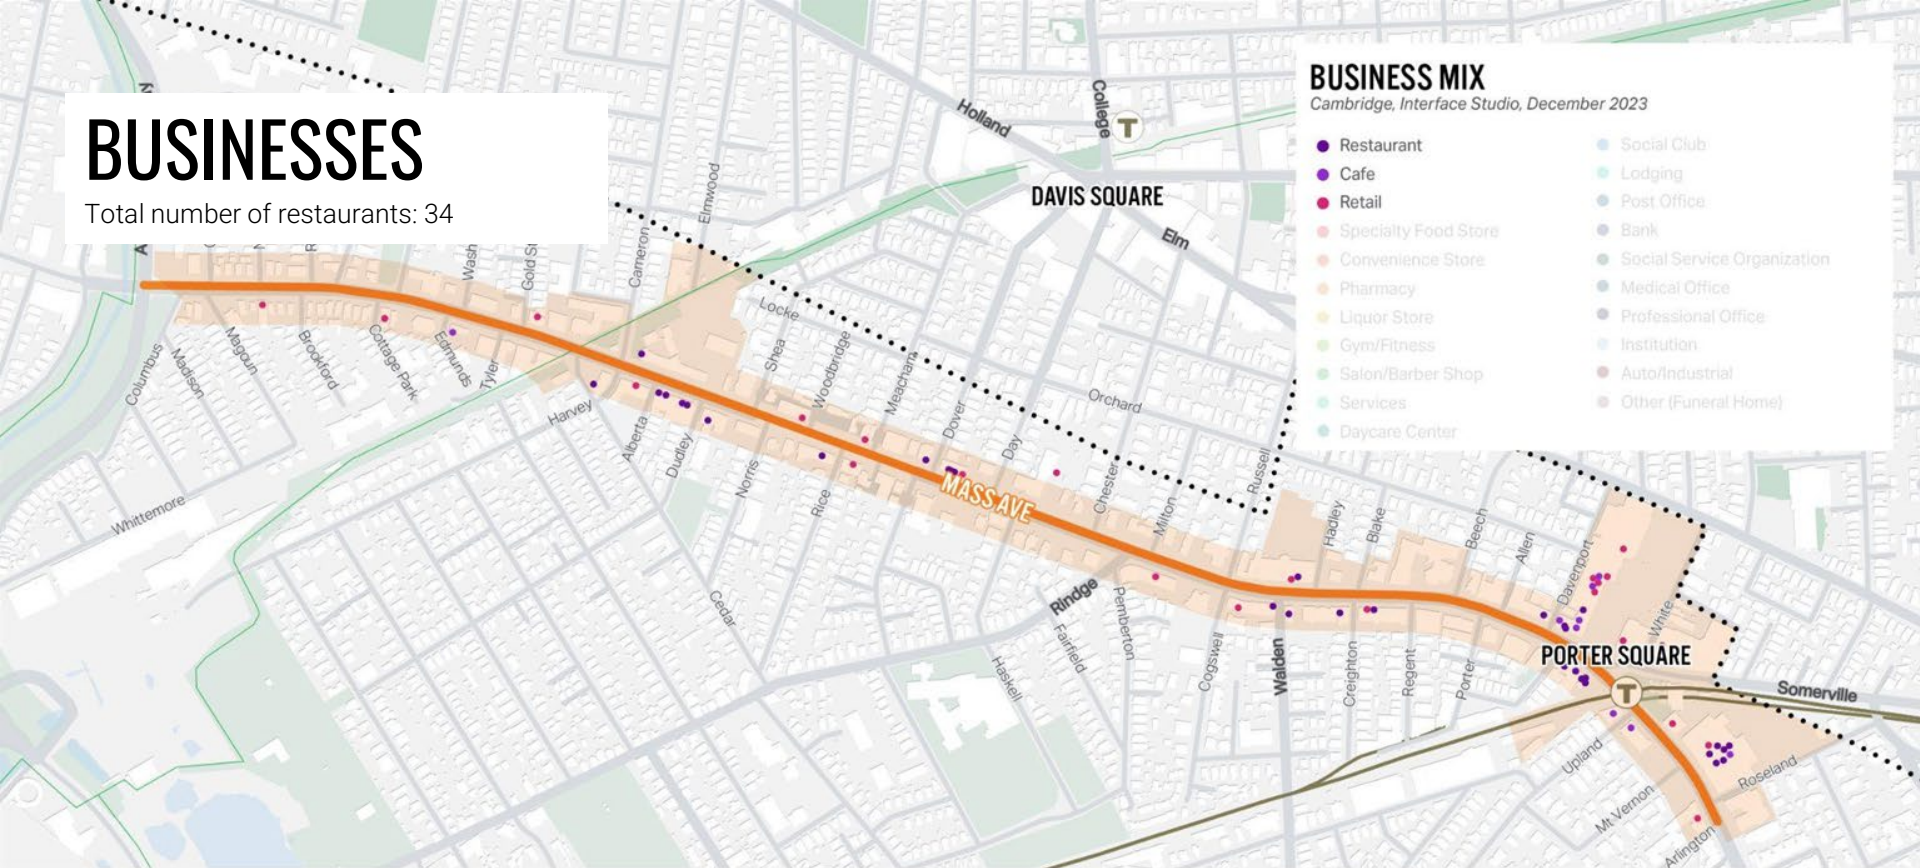 BUSINESSES
Total number of restaurants: 34
BUSINESS MIX
Cambridge, Interface Studio, December 2023
Restaurant
Cafe
Retail
Specialty Food Store
Convenience Store
Pharmacy
Liquor Store
Gym/Fitness
Salon/Barber Shop
Services
Daycare Center
Social Club
Lodging
Post Office
Bank
Social Service Organization
Medical Office
Professional Office
Institution
Auto/Industrial
Other (Funeral Home)
Holland
College
T
DAVIS SQUARE
Elm
Elmwood
Cameron
Gold S
Wash
Locke
Shea
Woodbridge
Meacham
Dover
Day
Orchard
Chester
Milton
Russell
Hadley
Blake
Beech
Allen
Davenport
White
Columbus
Madison
Magoun
Brookford
Cottage Park
Edmunds
Tyler
Harvey
Whittemore
Alberta
Dudley
Norris
Rice
MASS AVE
Cedar
Rindge
Haskell
Fairfield
Pemberton
Cogswell
Walden
Creighton
Regent
Porter
PORTER SQUARE
T
Somerville
Upland
Roseland
Mt Vernon
Arlington